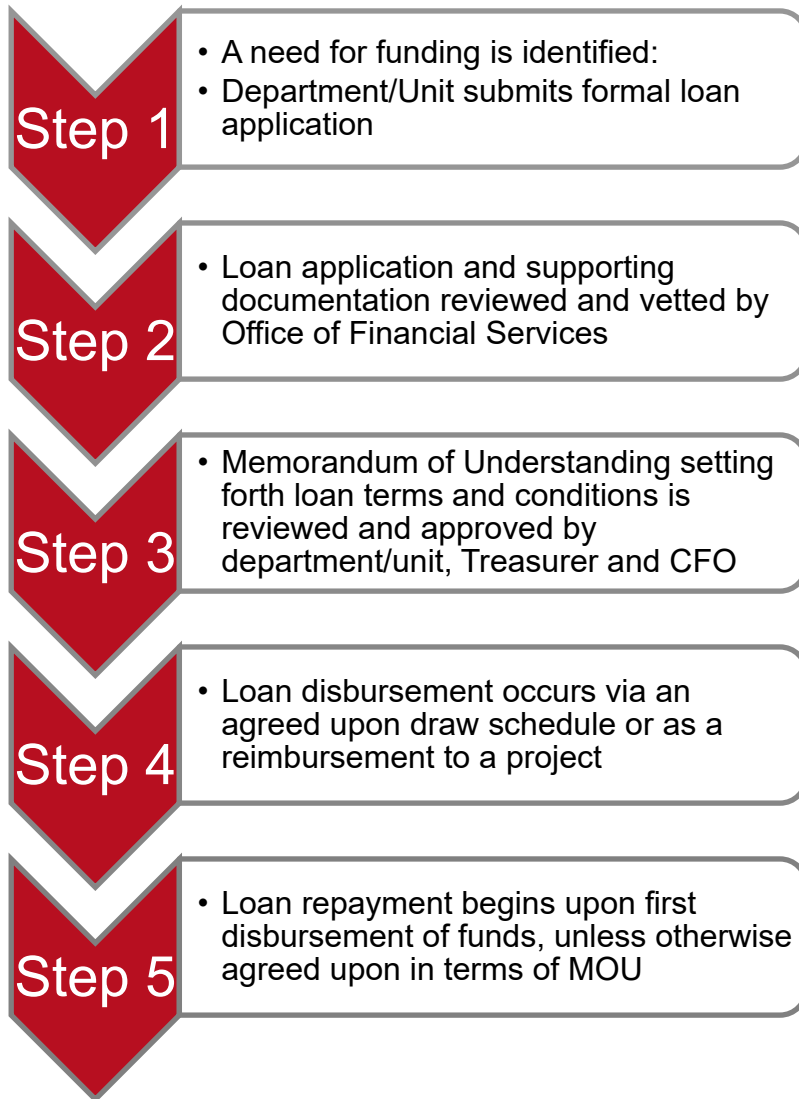 Step 1
• A need for funding is identified:
• Department/Unit submits formal loan
application
Step 2
• Loan application and supporting
documentation reviewed and vetted by
Office of Financial Services
Step 3
• Memorandum of Understanding setting
forth loan terms and conditions is
reviewed and approved by
department/unit, Treasurer and CFO
Step 4
• Loan disbursement occurs via an
agreed upon draw schedule or as a
reimbursement to a project
Step 5
• Loan repayment begins upon first
disbursement of funds, unless otherwise
agreed upon in terms of MOU